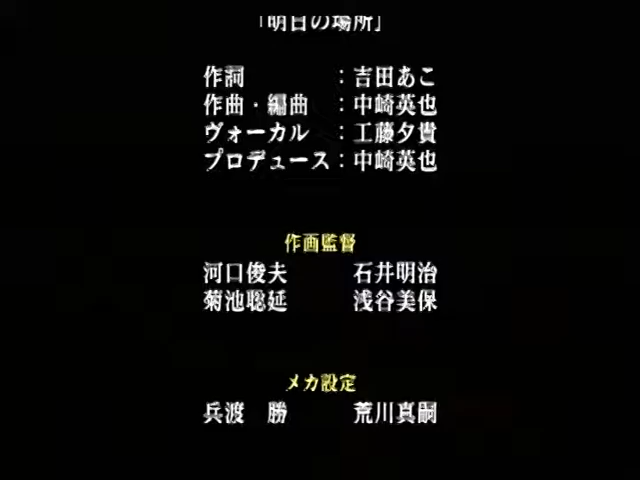 「明日の場所」
作詞　　　　：吉田あこ
作曲・編曲　：中崎英也
ヴォーカル　：工藤夕貴
プロデュース：中崎英也
作画監督
河口俊夫　　　石井明治
菊池聡延　　　浅谷美保
メカ設定
兵渡　勝　　　荒川真嗣